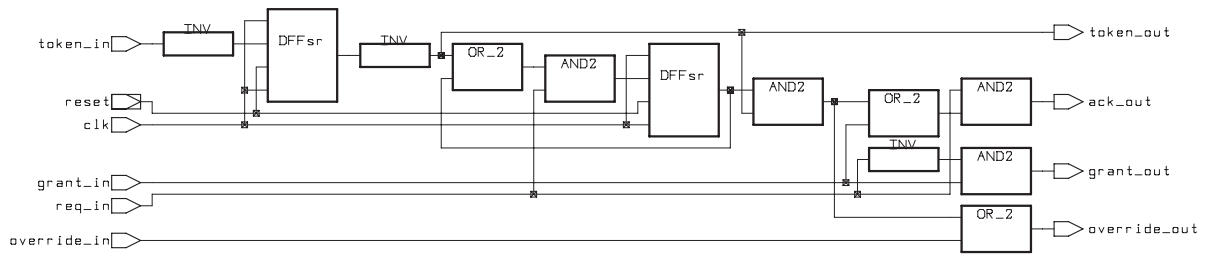 INV
DFFsr
INV
token_in
token_out
OR_2
AND2
DFFsr
AND2
OR_2
AND2
reset
ack_out
clk
INV
AND2
grant_in
grant_out
req_in
OR_2
override_in
override_out